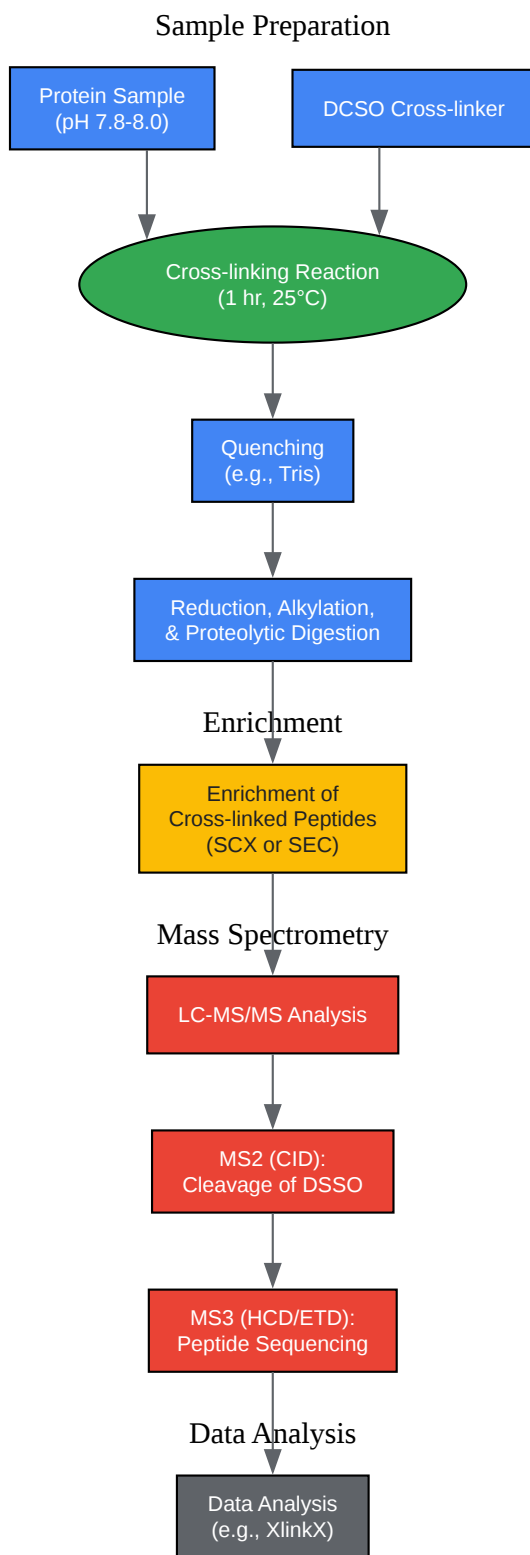 Sample Preparation
Protein Sample
(pH 7.8-8.0)
DCSO Cross-linker
Cross-linking Reaction
(1 hr, 25°C)
Quenching
(e.g., Tris)
Reduction, Alkylation,
& Proteolytic Digestion
Enrichment
Enrichment of
Cross-linked Peptides
(SCX or SEC)
Mass Spectrometry
LC-MS/MS Analysis
MS2 (CID):
Cleavage of DSSO
MS3 (HCD/ETD):
Peptide Sequencing
Data Analysis
Data Analysis
(e.g., XlinkX)